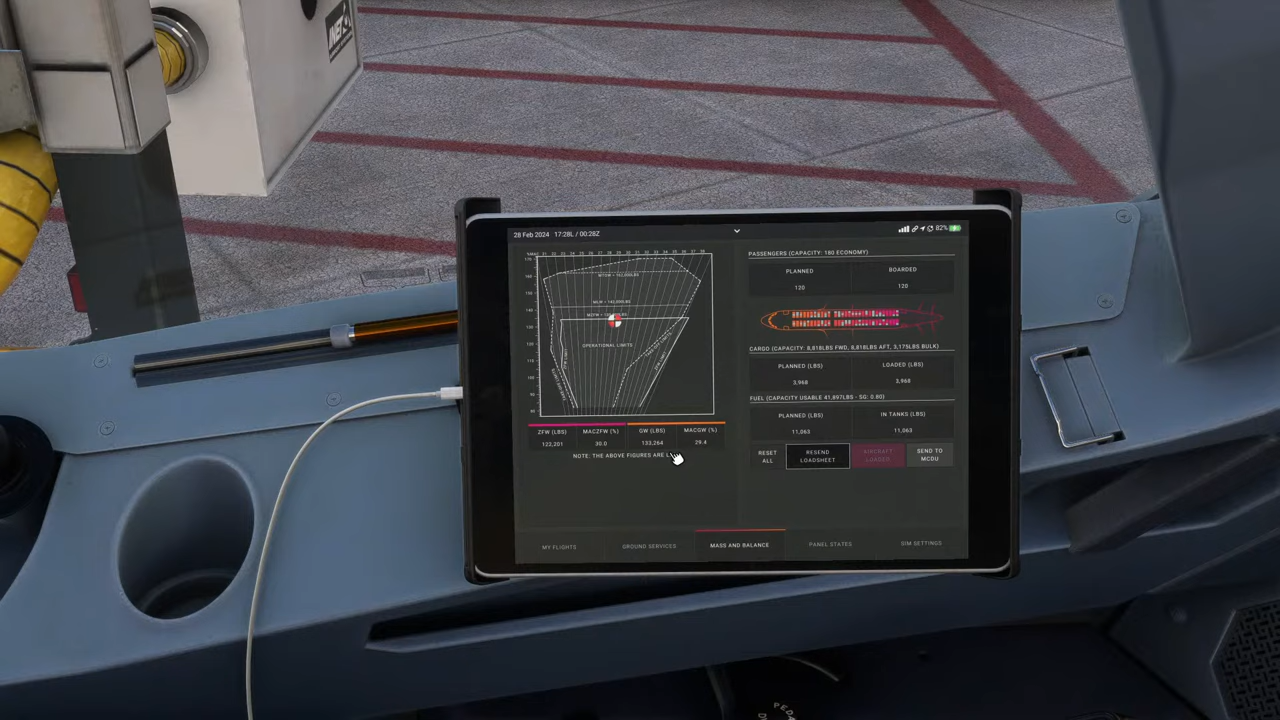 28 Feb 2024 17:28L / 00:28Z
82%
PASSENGERS (CAPACITY: 180 ECONOMY)
PLANNED
BOARDED
120
120
MLW = 145,000LBS
OPERATIONAL LIMITS
CARGO (CAPACITY: 8,818LBS FWD, 8,818LBS AFT, 3,175LBS BULK)
PLANNED (LBS)
LOADED (LBS)
3,968
3,968
FUEL (CAPACITY USABLE 41,897LBS - SG: 0.80)
PLANNED (LBS)
IN TANKS (LBS)
11,063
11,063
ZFW (LBS)
MACZFW (%)
GW (LBS)
MACGW (%)
122,201
30.0
133,264
29.4
NOTE: THE ABOVE FIGURES ARE
RESET
ALL
RESEND
LOADSHEET
AIRCRAFT
LOADED
SEND TO
MCDU
MY FLIGHTS
GROUND SERVICES
MASS AND BALANCE
PANEL STATES
SIM SETTINGS